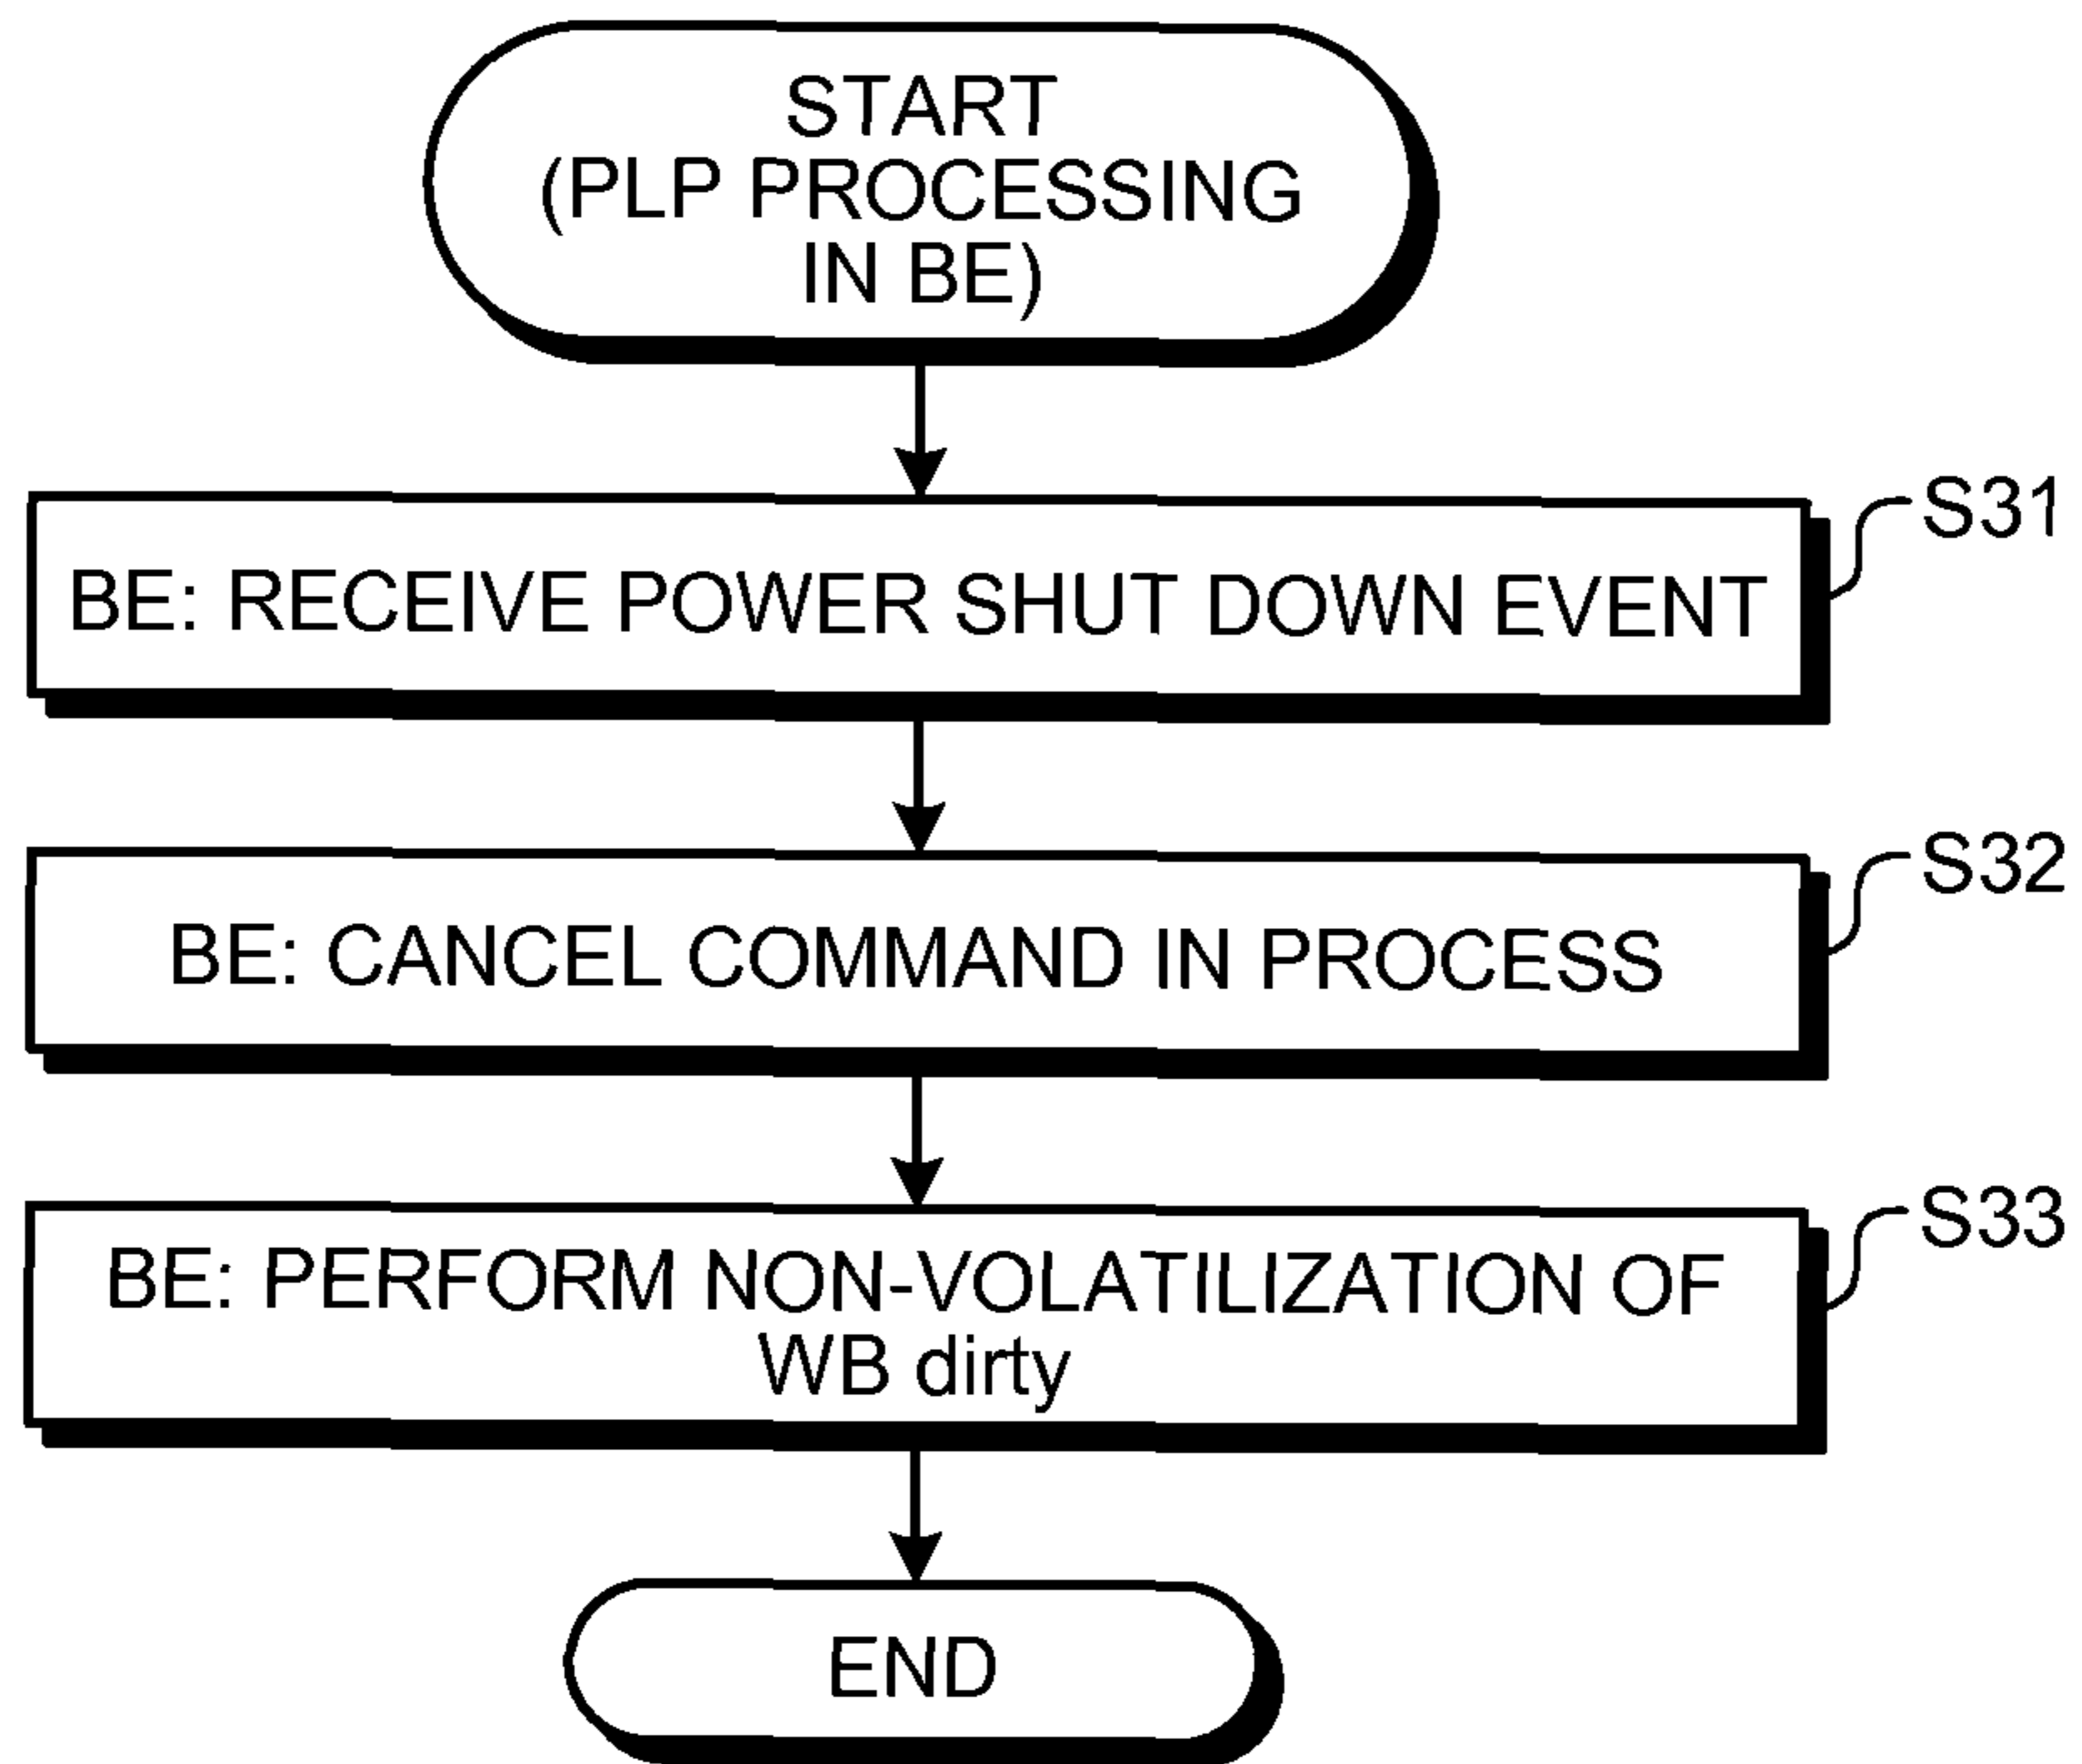 START
(PLP PROCESSING
IN BE)
S31
BE: RECEIVE POWER SHUT DOWN EVENT
S32
BE: CANCEL COMMAND IN PROCESS
S33
BE: PERFORM NON-VOLATILIZATION OF
WB dirty
END